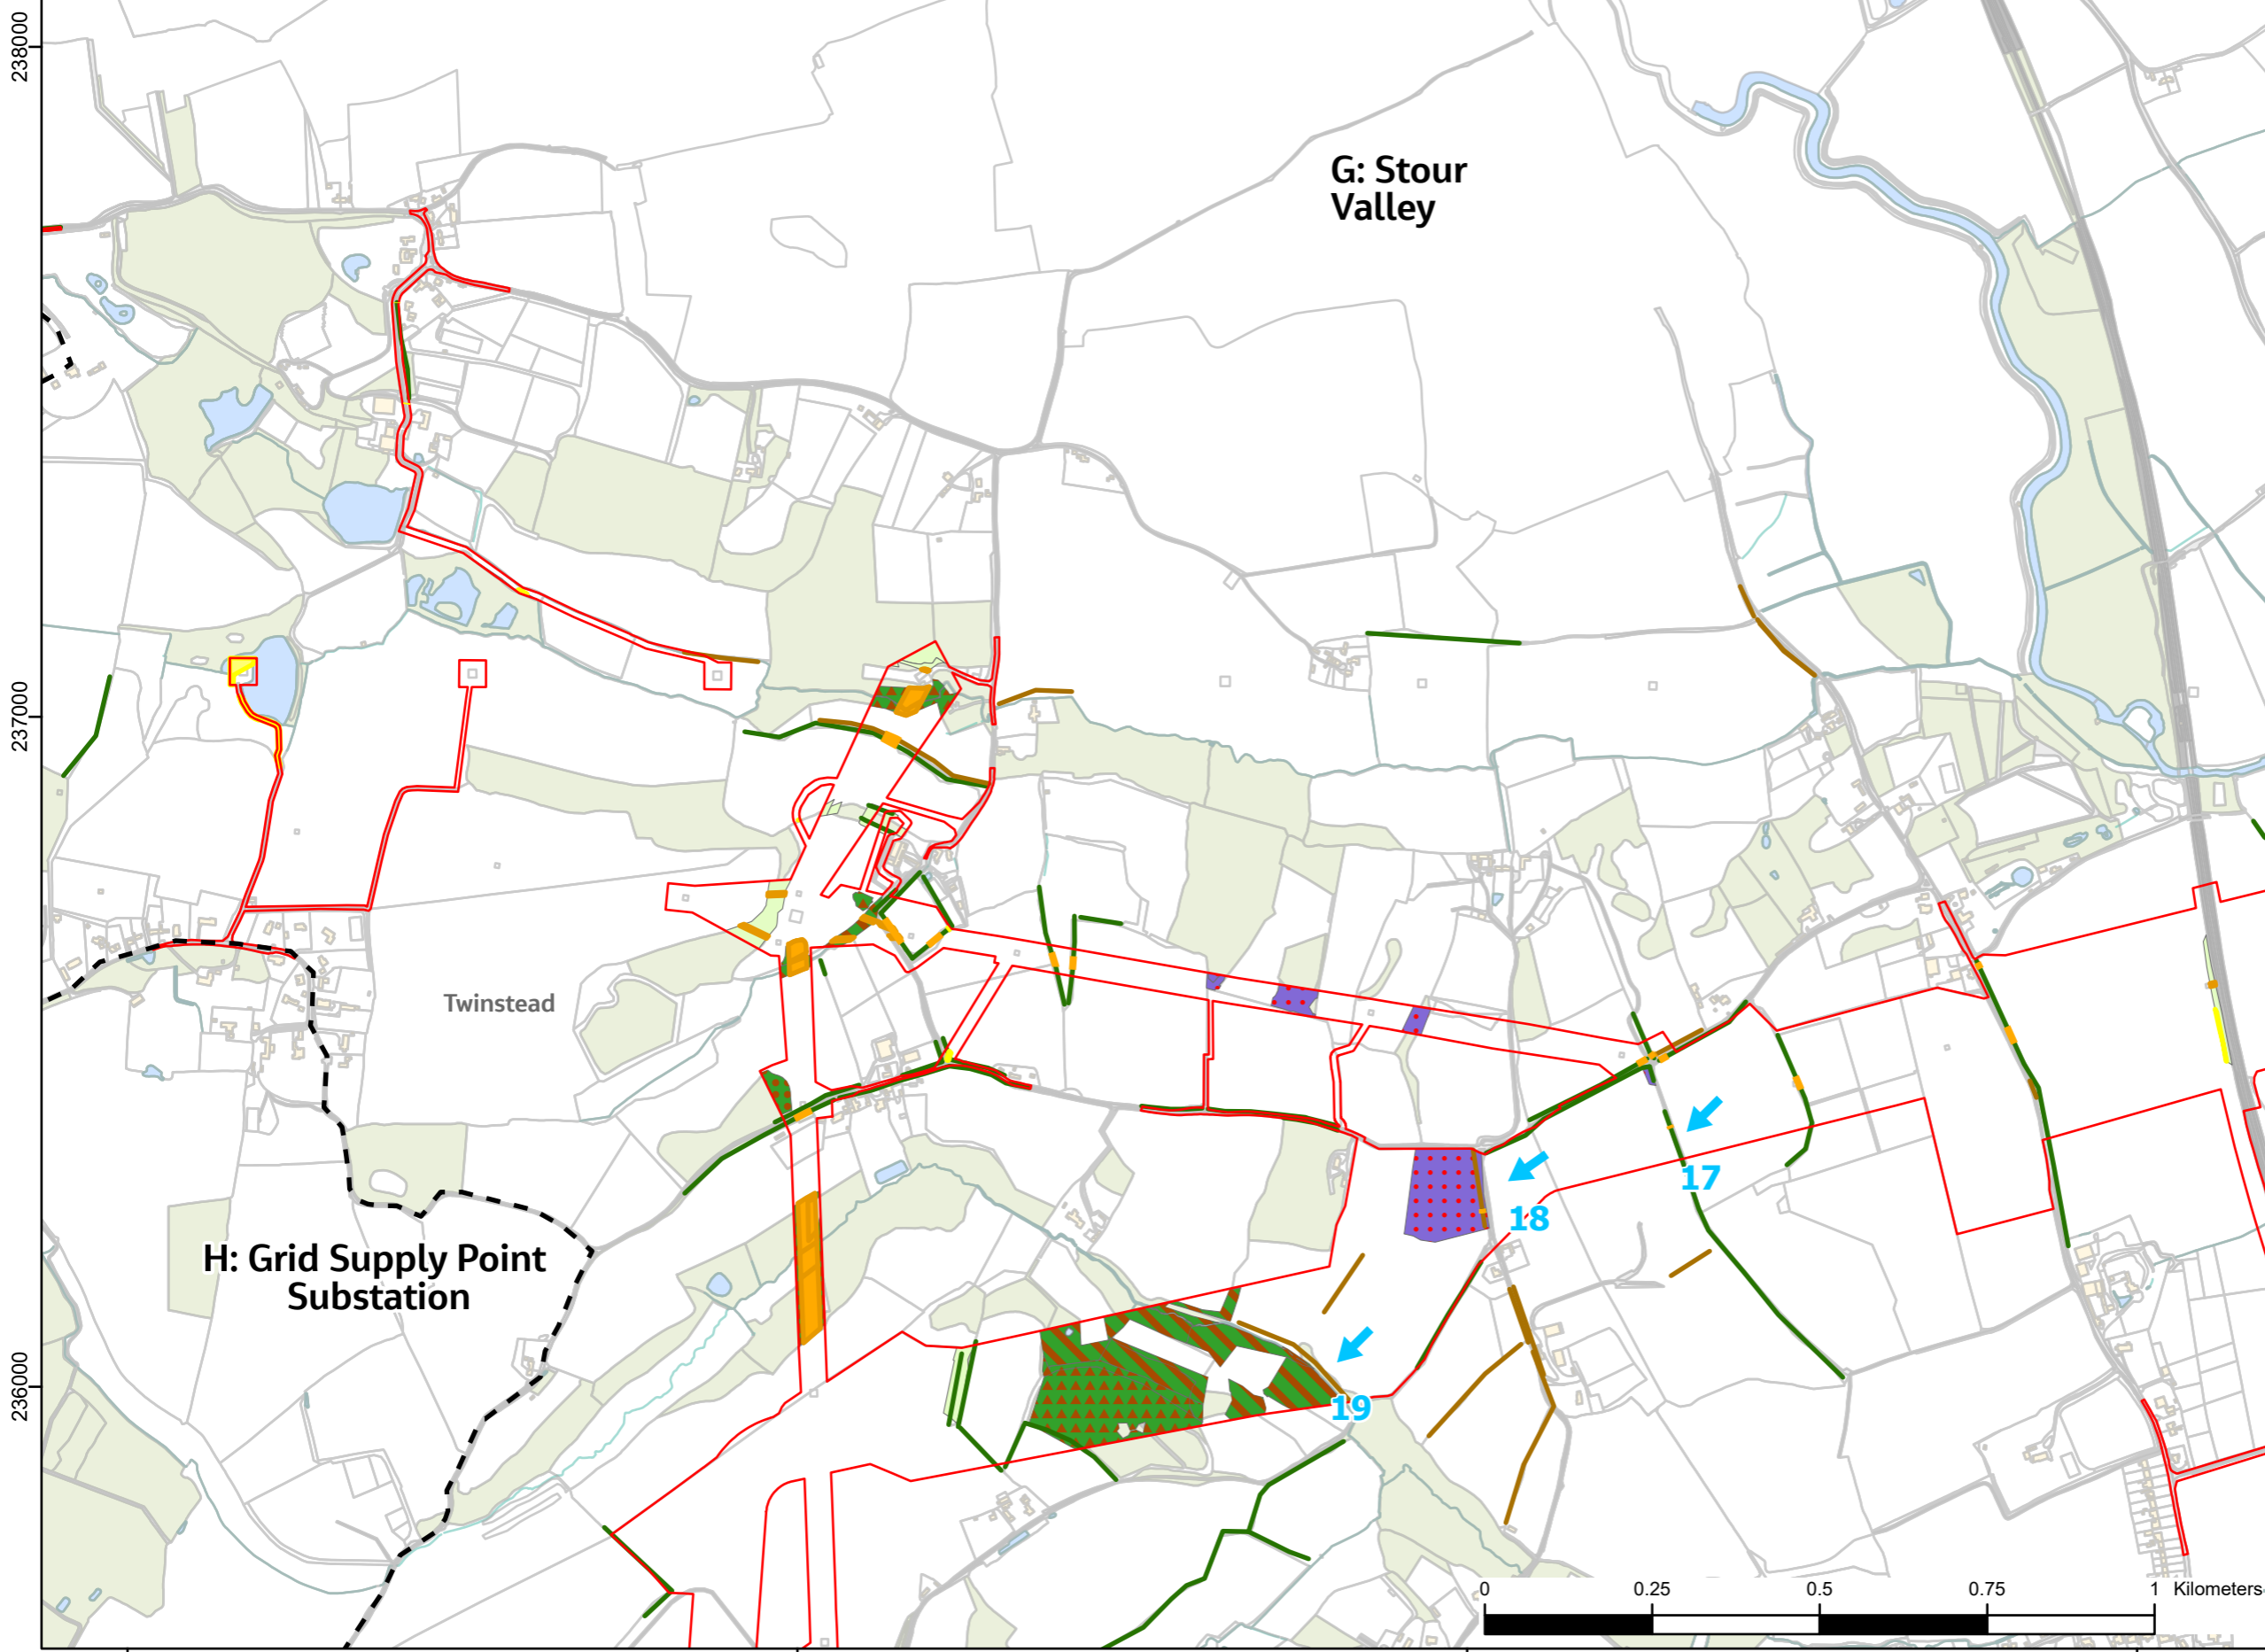 238000
G: Stour
Valley
237000
Twinstead
17
18
H: Grid Supply Point
Substation
236000
19
0 0.25 0.5 0.75 1 Kilometers